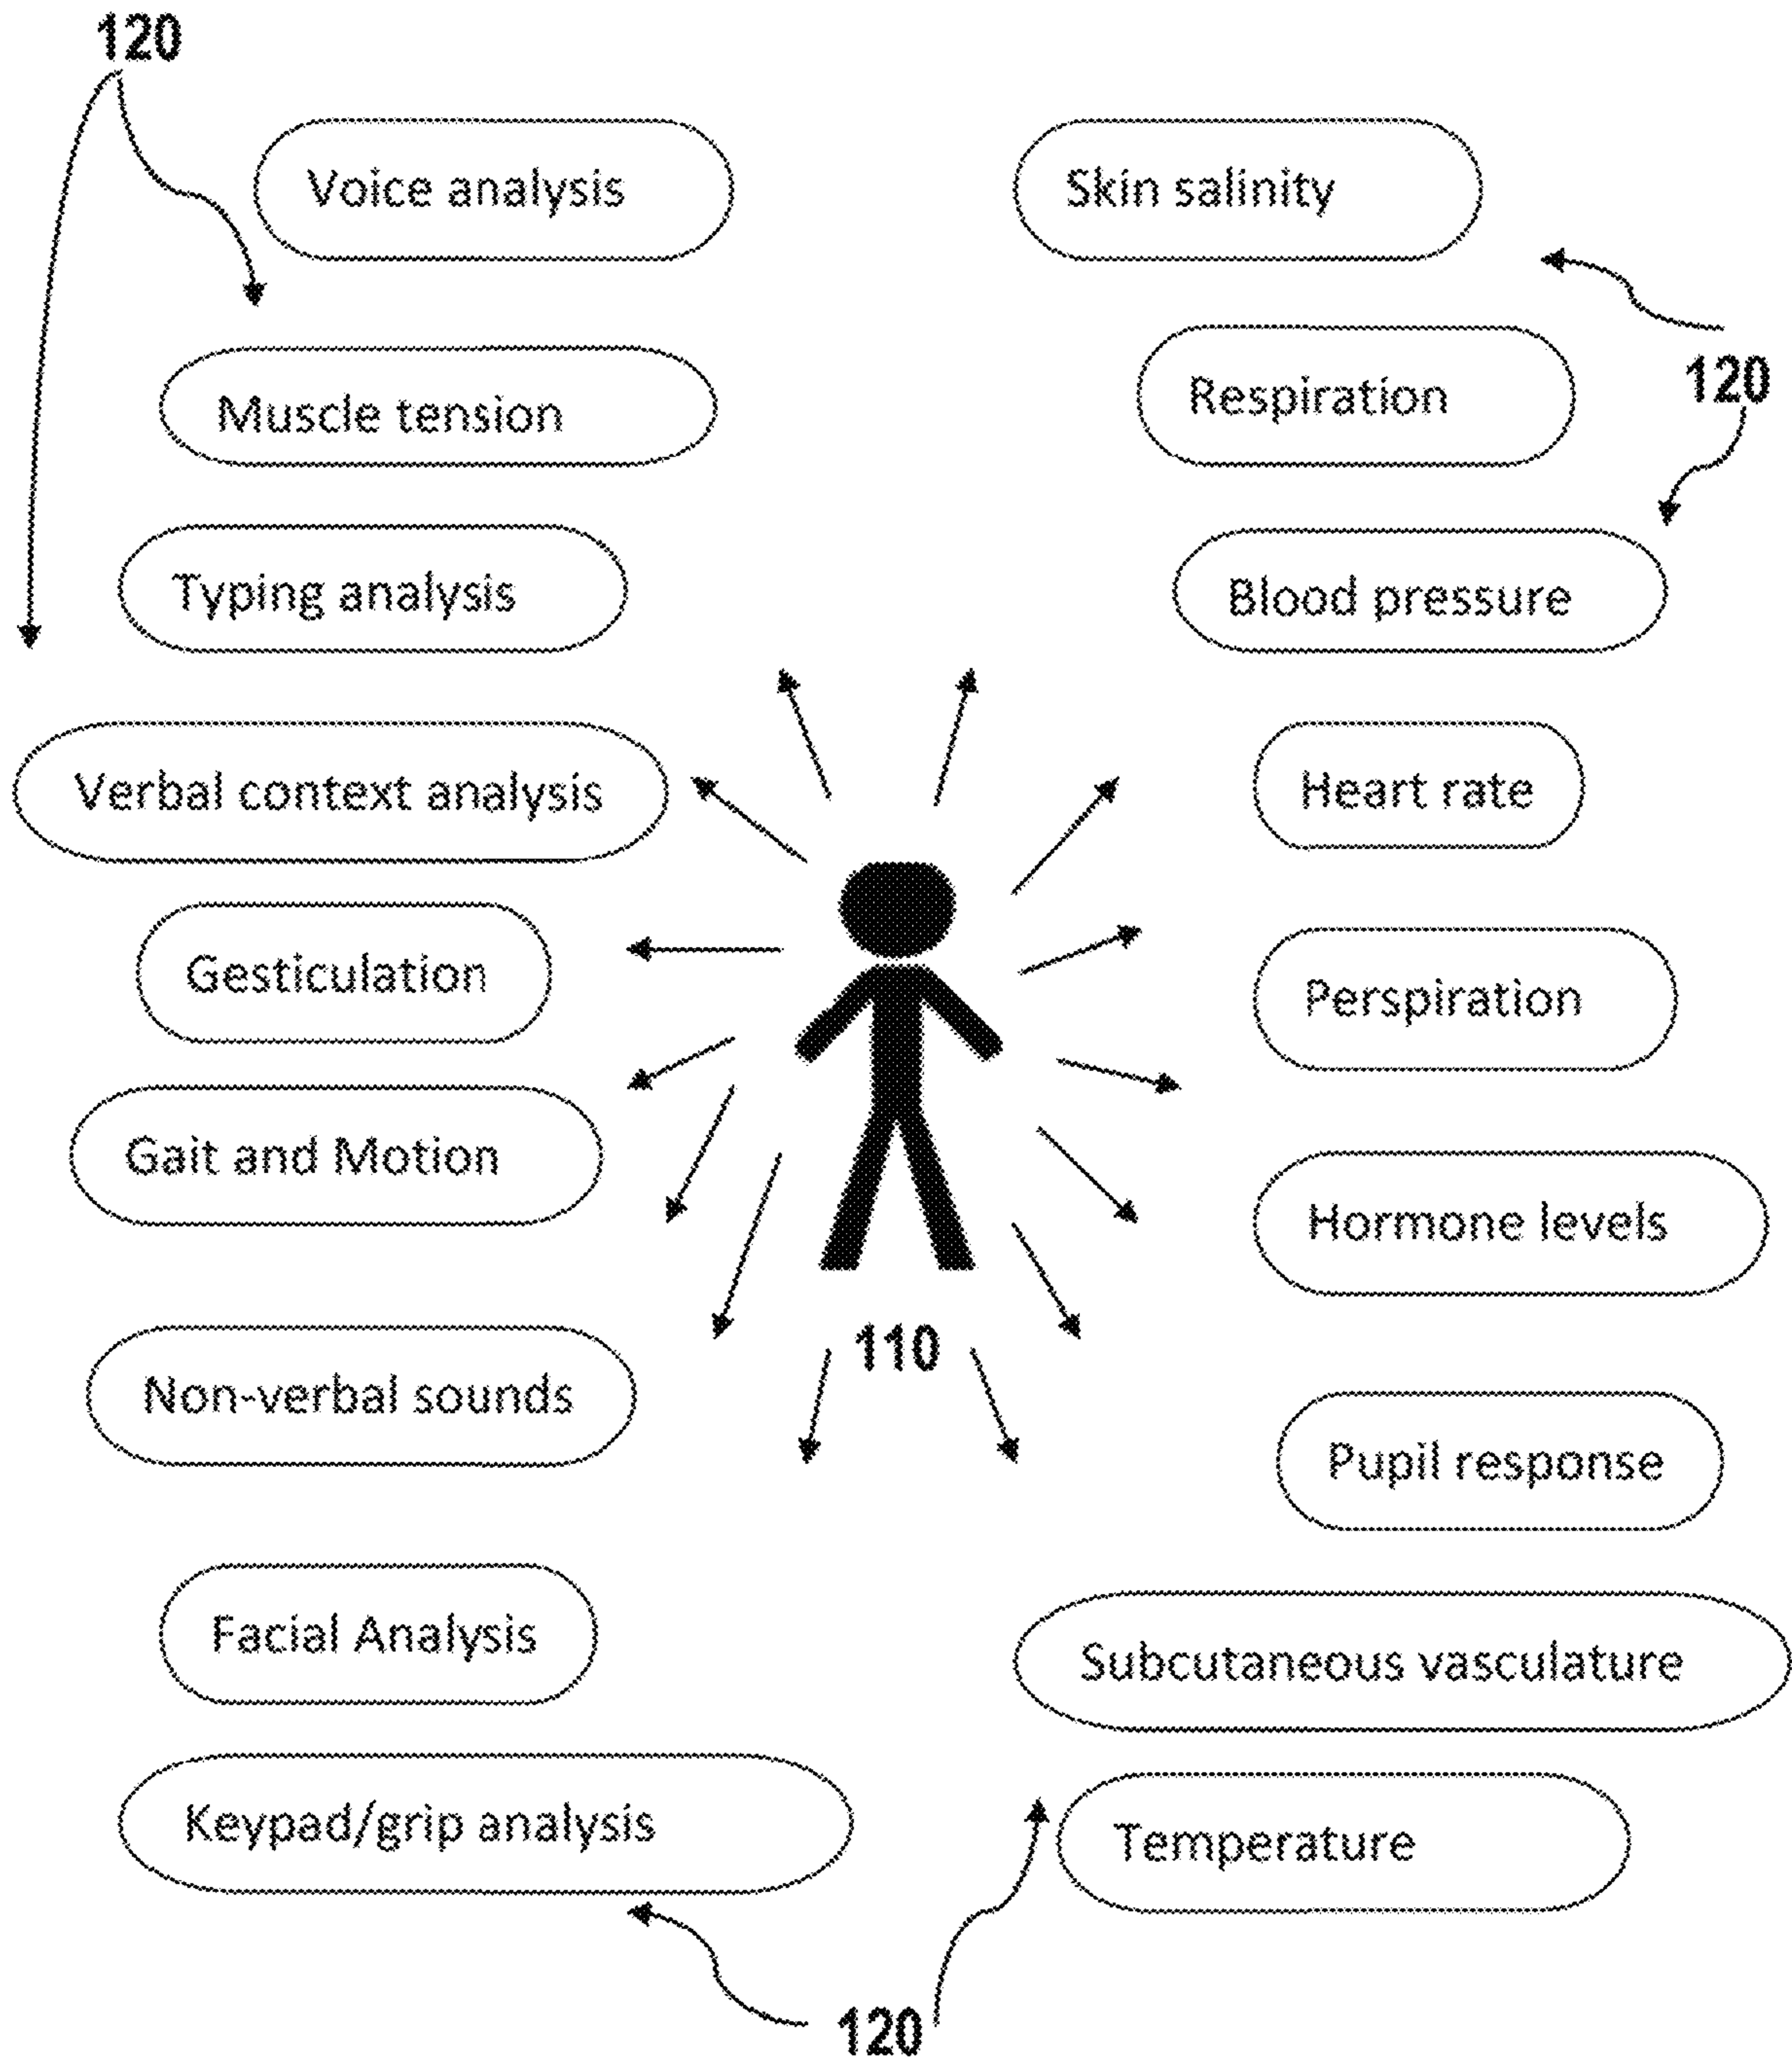 120
Voice analysis
Skin salinity
Muscle tension
Respiration
120
Typing analysis
Blood pressure
Verbal context analysis
Heart rate
Gesticulation
Perspiration
Gait and Motion
Hormone levels
110
Non-verbal sounds
Pupil response
Facial Analysis
Subcutaneous vasculature
Keypad/grip analysis
Temperature
120